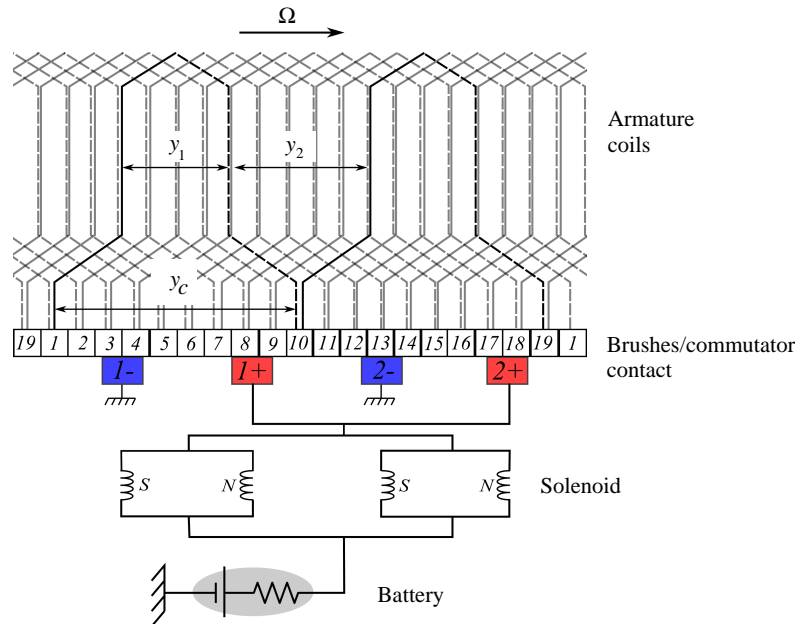 Ω
Armature
coils
y1
y2
yC
19 1 2 3 4 5 6 7 8 9 10 11 12 13 14 15 16 17 18 19 1
Brushes/commutator
contact
1- 1+ 2- 2+
S N S N
Solenoid
Battery